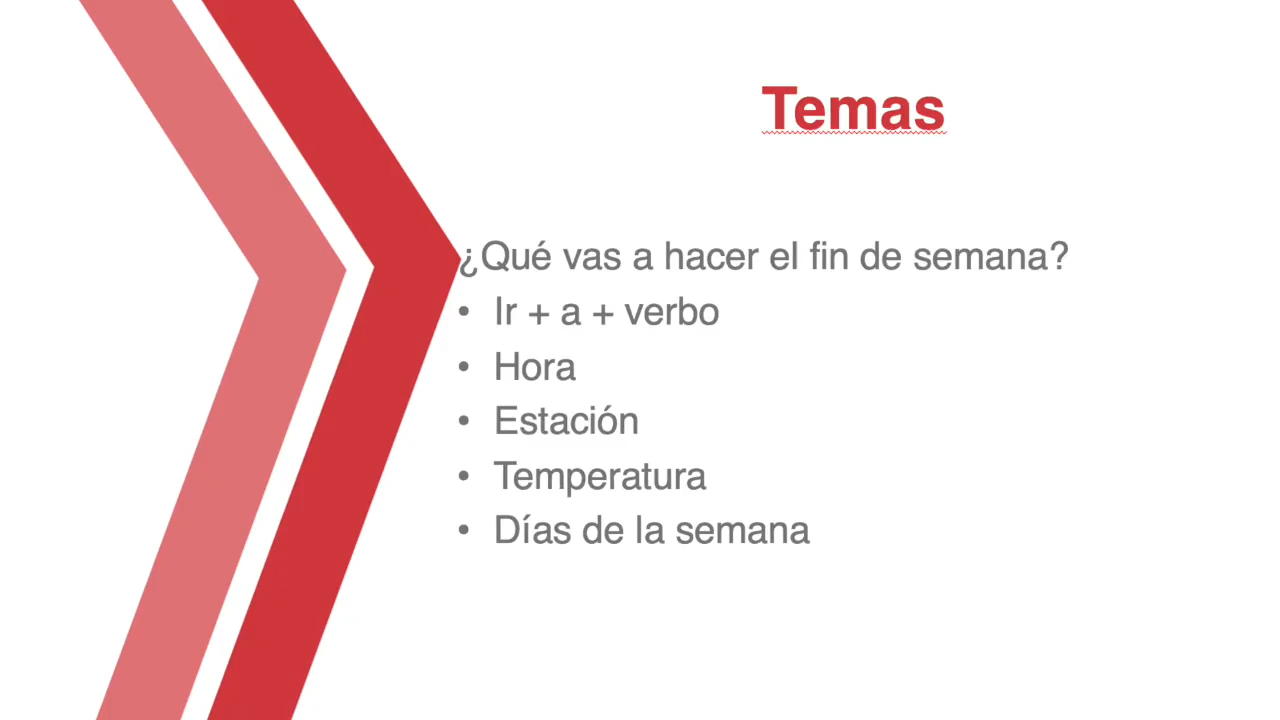 Temas
¿Qué vas a hacer el fin de semana?
• Ir + a + verbo
• Hora
• Estación
• Temperatura
• Días de la semana